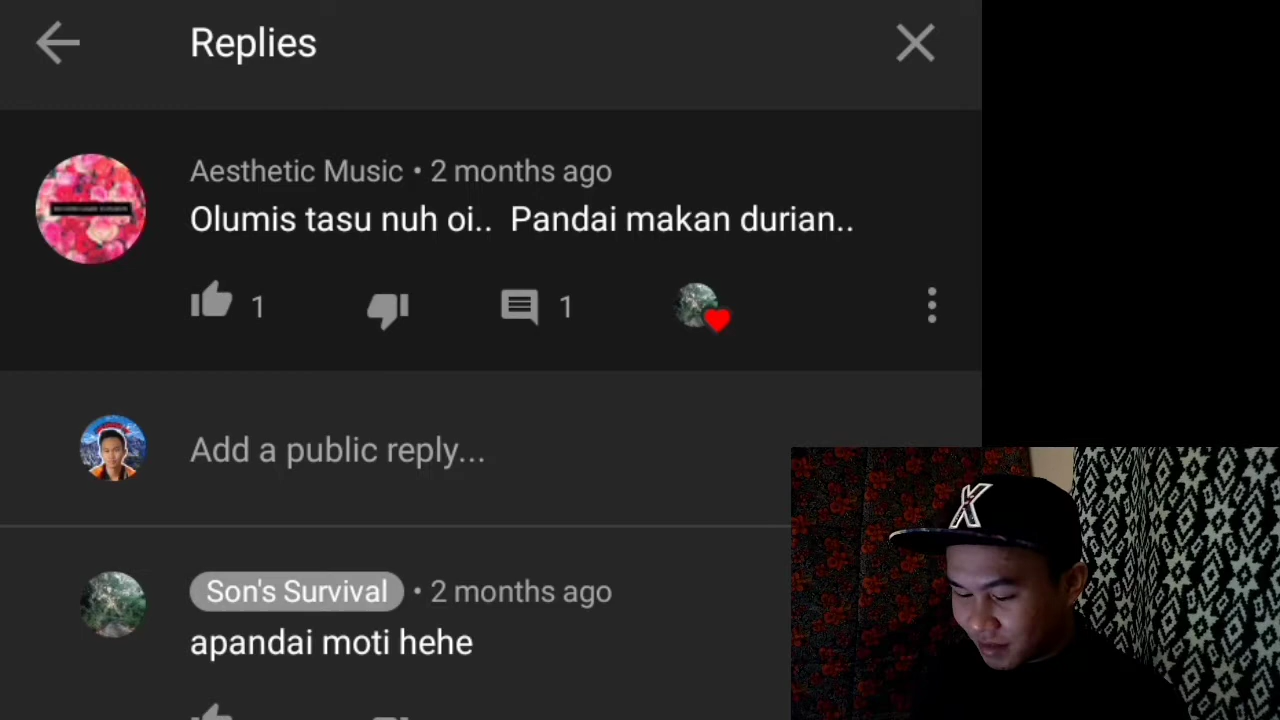 Replies
Aesthetic Music • 2 months ago
Olumis tasu nuh oi.. Pandai makan durian..
1
1
Add a public reply...
Son's Survival • 2 months ago
apandai moti hehe
X